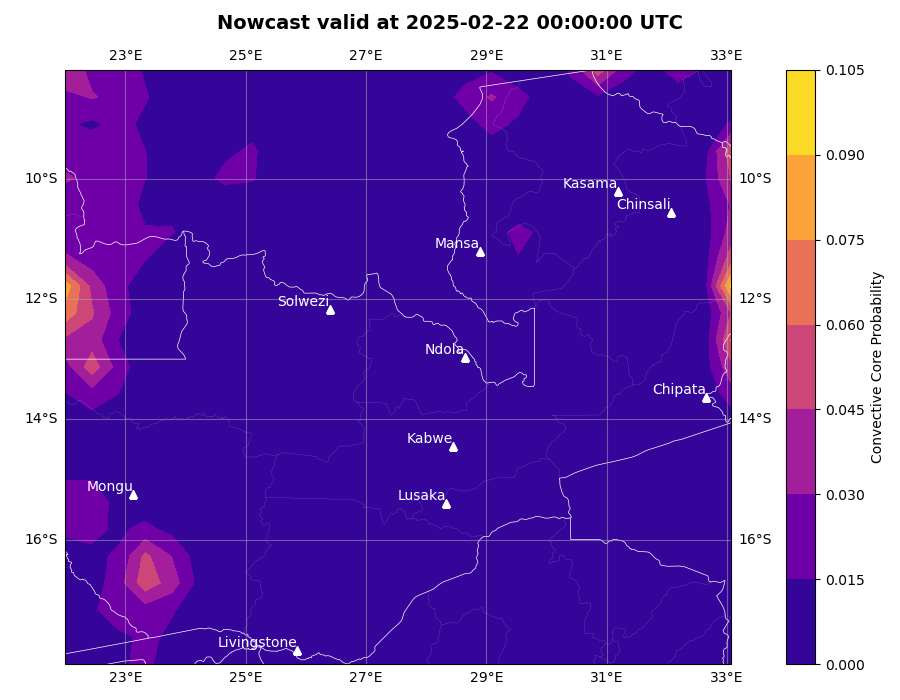 Nowcast valid at 2025-02-22 00:00:00 UTC
23°E 25°E 27°E 29°E 31°E 33°E
0.105
0.090
10°S 10°S
Kasama
Chinsali
0.075
Mansa
12°S 12°S
Solwezi
0.060
Ndola
Convective Core Probability
Chipata
0.045
14°S 14°S
Kabwe
Mongu
Lusaka
0.030
16°S 16°S
0.015
Livingstone
0.000
23°E 25°E 27°E 29°E 31°E 33°E